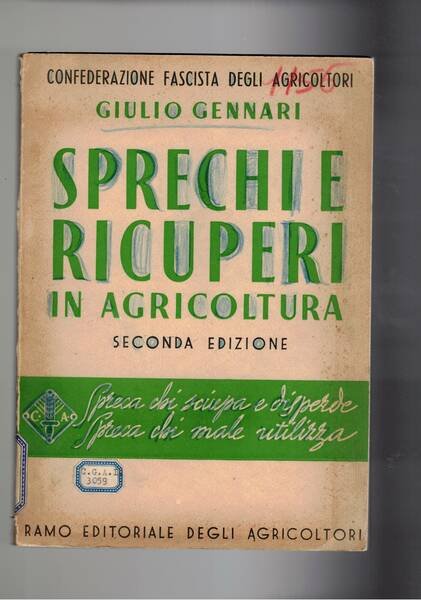 CONFEDERAZIONE FASCISTA DEGLI AGRICOLTORI
1156
GIULIO GENNARI
SPRECHI E
RICUPERI
IN AGRICOLTURA
SECONDA EDIZIONE
Spreca chi sciupa e disperde
Spreca chi male utilizza
C A
C.G.A.I.
3059
RAMO EDITORIALE DEGLI AGRICOLTORI